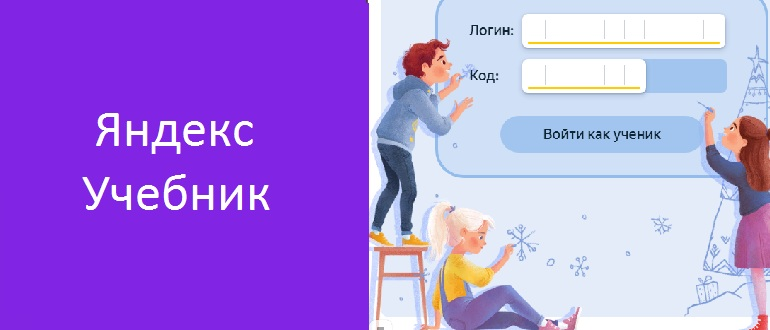 Яндекс
Учебник
Логин:
Код:
Войти как ученик